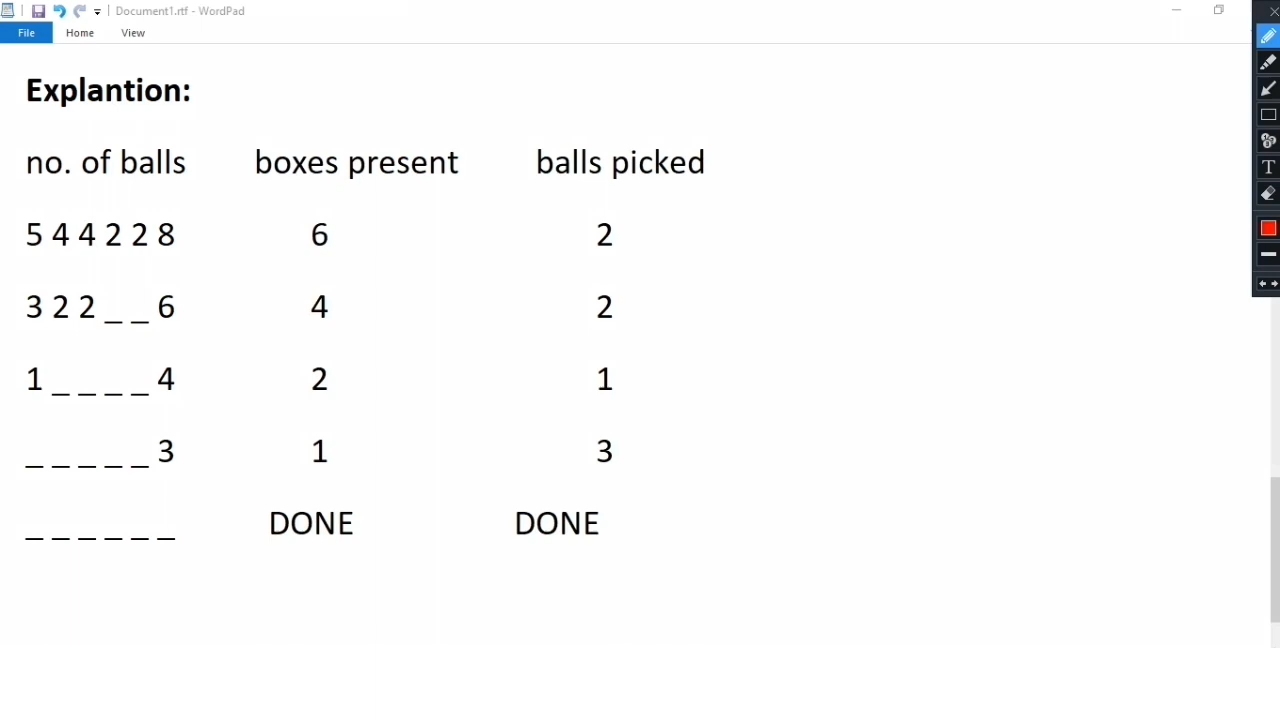 Document1.rtf - WordPad
File Home View
Explantion:
no. of balls boxes present balls picked
5 4 4 2 2 8 6 2
3 2 2 _ _ 6 4 2
1 _ _ _ _ 4 2 1
_ _ _ _ _ 3 1 3
_ _ _ _ _ _ DONE DONE
T